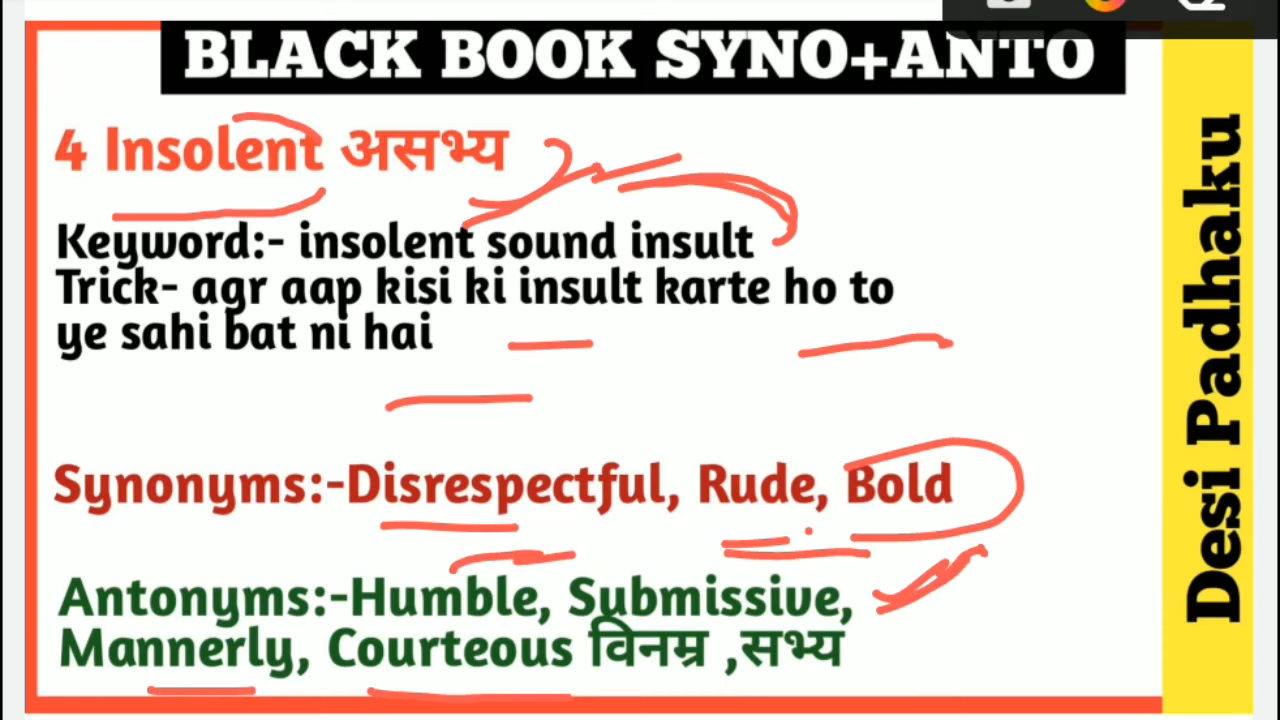 BLACK BOOK SYNO+ANTO
4 Insolent असभ्य
Keyword:- insolent sound insult
Trick- agr aap kisi ki insult karte ho to
ye sahi bat ni hai
Synonyms:-Disrespectful, Rude, Bold
Antonyms:-Humble, Submissive,
Mannerly, Courteous विनम्र ,सभ्य
Desi Padhaku